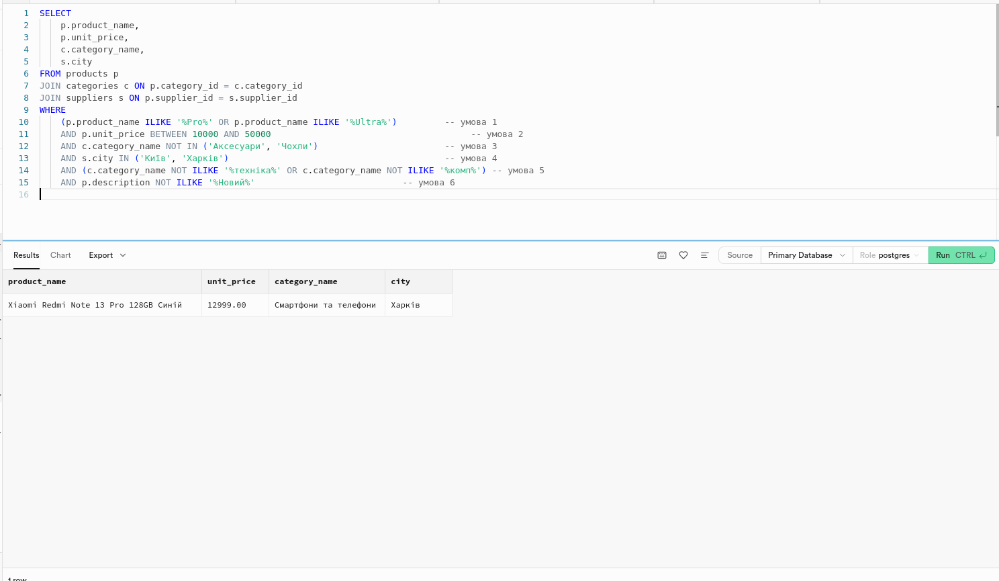 1 SELECT
2 p.product_name,
3 p.unit_price,
4 c.category_name,
5 s.city
6 FROM products p
7 JOIN categories c ON p.category_id = c.category_id
8 JOIN suppliers s ON p.supplier_id = s.supplier_id
9 WHERE
10 (p.product_name ILIKE '%Pro%' OR p.product_name ILIKE '%Ultra%') -- умова 1
11 AND p.unit_price BETWEEN 10000 AND 50000 -- умова 2
12 AND c.category_name NOT IN ('Аксесуари', 'Чохли') -- умова 3
13 AND s.city IN ('Київ', 'Харків') -- умова 4
14 AND (c.category_name NOT ILIKE '%техніка%' OR c.category_name NOT ILIKE '%комп%') -- умова 5
15 AND p.description NOT ILIKE '%Новий%' -- умова 6
16
Results Chart Export Source Primary Database Role postgres Run CTRL
product_name unit_price category_name city
Xiaomi Redmi Note 13 Pro 128GB Синій 12999.00 Смартфони та телефони Харків
1 row